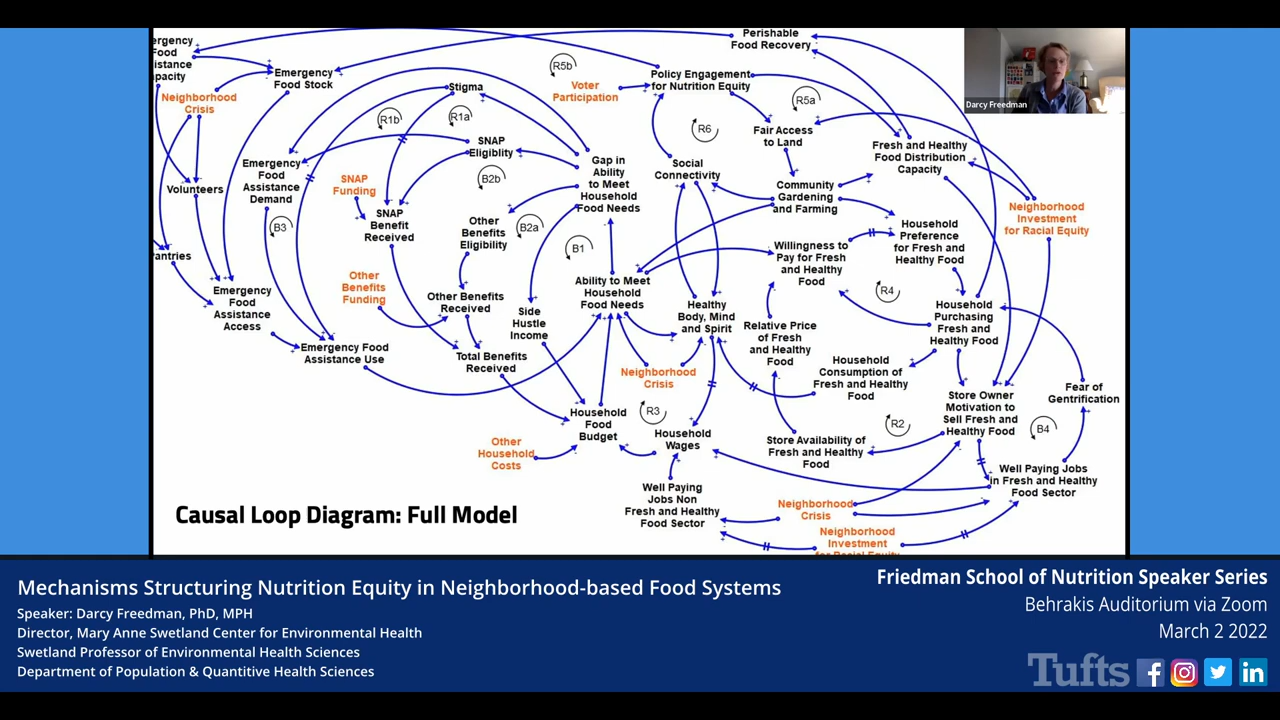 ergency
Food
istance
pacity
Neighborhood
Crisis
Emergency
Food Stock
Volunteers
antries
Emergency
Food
Assistance
Demand
B3
Emergency
Food
Assistance
Access
Emergency Food
Assistance Use
R1b
R1a
Stigma
SNAP
Eligiblity
SNAP
Funding
SNAP
Benefit
Received
B2b
Other
Benefits
Eligibility
B2a
Other
Benefits
Funding
Other Benefits
Received
Total Benefits
Received
Side
Hustle
Income
B1
R5b
Voter
Participation
Gap in
Ability
to Meet
Household
Food Needs
Ability to Meet
Household
Food Needs
Neighborhood
Crisis
Household
Food
Budget
Other
Household
Costs
R3
Household
Wages
Well Paying
Jobs Non
Fresh and Healthy
Food Sector
Perishable
Food Recovery
Policy Engagement
for Nutrition Equity
R5a
R6
Fair Access
to Land
Social
Connectivity
Community
Gardening
and Farming
Fresh and Healthy
Food Distribution
Capacity
Neighborhood
Investment
for Racial Equity
Household
Preference
for Fresh and
Healthy Food
Willingness to
Pay for Fresh
and Healthy
Food
R4
Healthy
Body, Mind
and Spirit
Relative Price
of Fresh
and Healthy
Food
Household
Purchasing
Fresh and
Healthy Food
Household
Consumption of
Fresh and Healthy
Food
Fear of
Gentrification
Store Owner
Motivation to
Sell Fresh and
Healthy Food
R2
B4
Store Availability of
Fresh and Healthy
Food
Well Paying Jobs
in Fresh and Healthy
Food Sector
Neighborhood
Crisis
Neighborhood
Investment
for Racial Equity
Causal Loop Diagram: Full Model
Darcy Freedman
Mechanisms Structuring Nutrition Equity in Neighborhood-based Food Systems
Speaker: Darcy Freedman, PhD, MPH
Director, Mary Anne Swetland Center for Environmental Health
Swetland Professor of Environmental Health Sciences
Department of Population & Quantitative Health Sciences
Friedman School of Nutrition Speaker Series
Behrakis Auditorium via Zoom
March 2 2022
Tufts